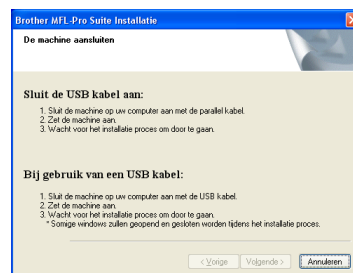 Brother MFL-Pro Suite Installatie
De machine aansluiten
Sluit de USB kabel aan:
1. Sluit de machine op uw computer aan met de parallel kabel.
2. Zet de machine aan.
3. Wacht voor het installatie proces om door te gaan.
Bij gebruik van een USB kabel:
1. Sluit de machine op uw computer aan met de USB kabel.
2. Zet de machine aan.
3. Wacht voor het installatie proces om door te gaan.
* Somige windows zullen geopend en gesloten worden tijdens het installatie proces.
< Vorige
Volgende >
Annuleren